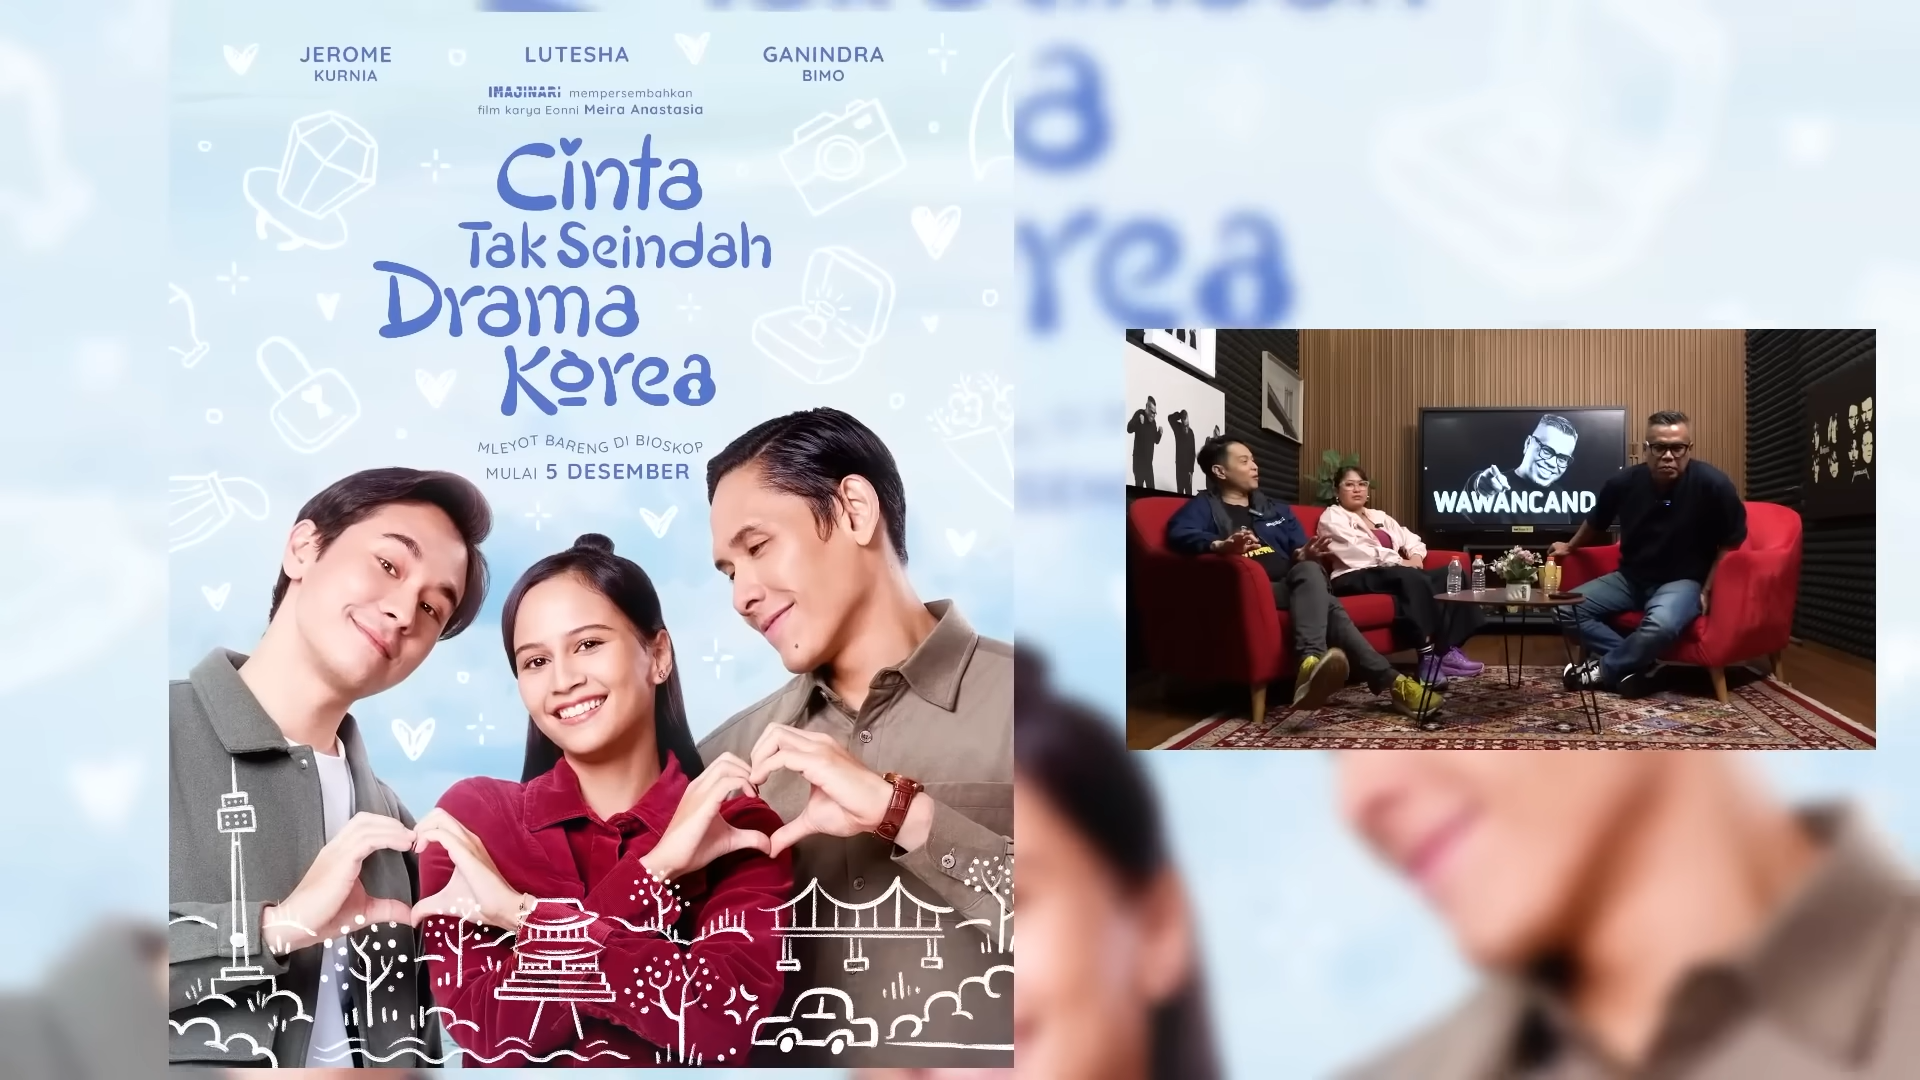 JEROME
KURNIA
LUTESHA
GANINDRA
BIMO
IMAJINARI mempersembahkan
film karya Eonni Meira Anastasia
Cinta
Tak Seindah
Drama
Korea
MLEYOT BARENG DI BIOSKOP
MULAI 5 DESEMBER
a
rea
WAWANCAND